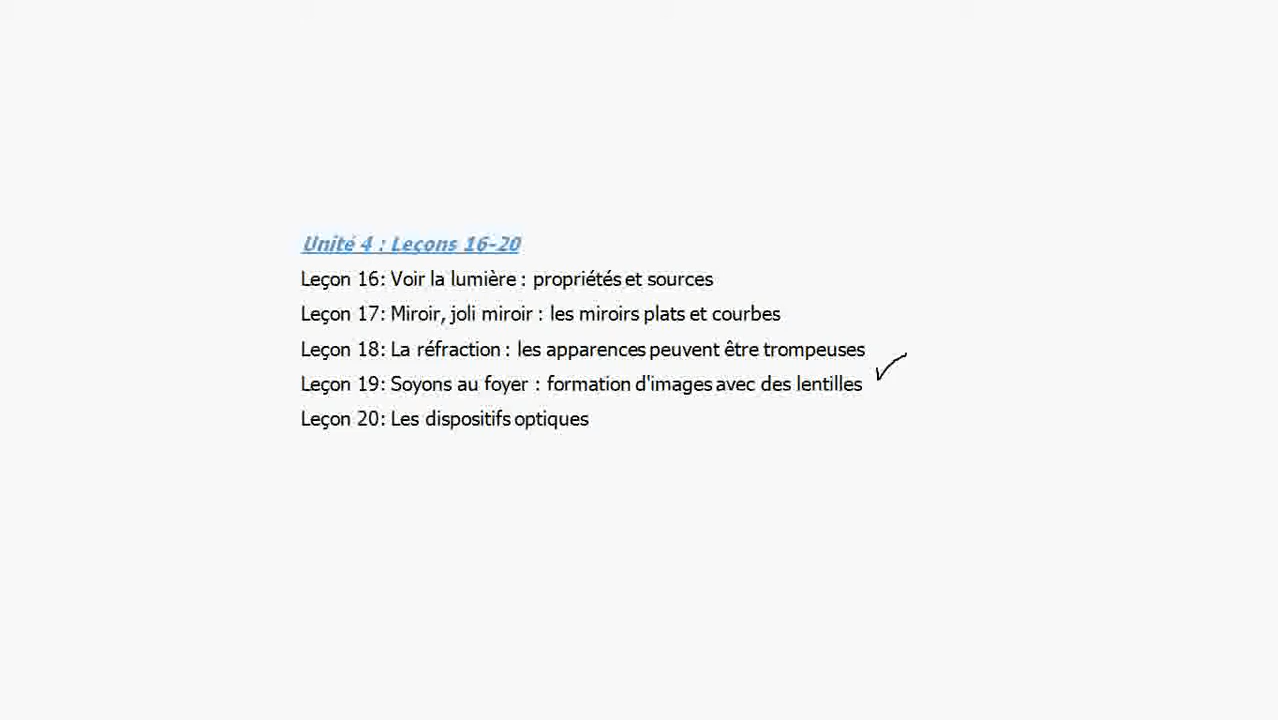 Unité 4 : Leçons 16-20
Leçon 16: Voir la lumière : propriétés et sources
Leçon 17: Miroir, joli miroir : les miroirs plats et courbes
Leçon 18: La réfraction : les apparences peuvent être trompeuses
Leçon 19: Soyons au foyer : formation d'images avec des lentilles
Leçon 20: Les dispositifs optiques